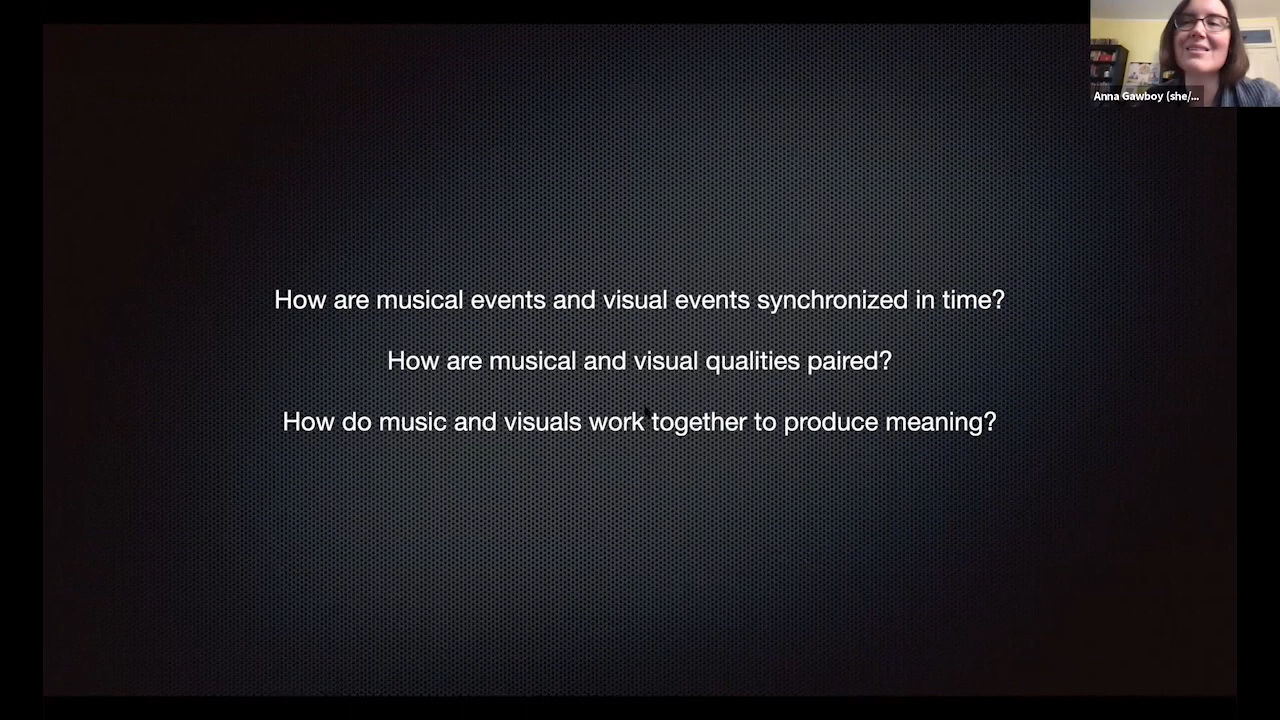 Anna Gawboy (she/...
How are musical events and visual events synchronized in time?
How are musical and visual qualities paired?
How do music and visuals work together to produce meaning?